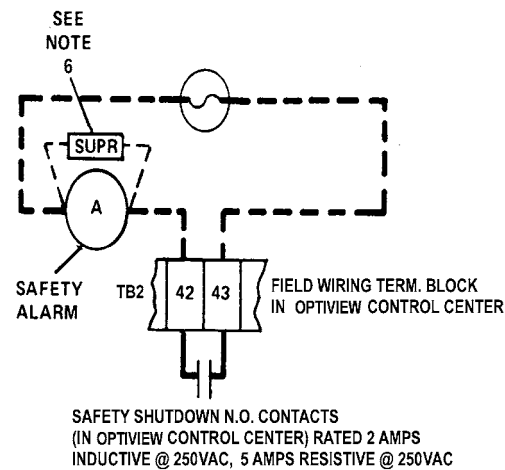 SEE
NOTE
6
SUPR
A
SAFETY
ALARM
TB2
42
43
FIELD WIRING TERM. BLOCK
IN OPTIVIEW CONTROL CENTER
SAFETY SHUTDOWN N.O. CONTACTS
(IN OPTIVIEW CONTROL CENTER) RATED 2 AMPS
INDUCTIVE @ 250VAC, 5 AMPS RESISTIVE @ 250VAC